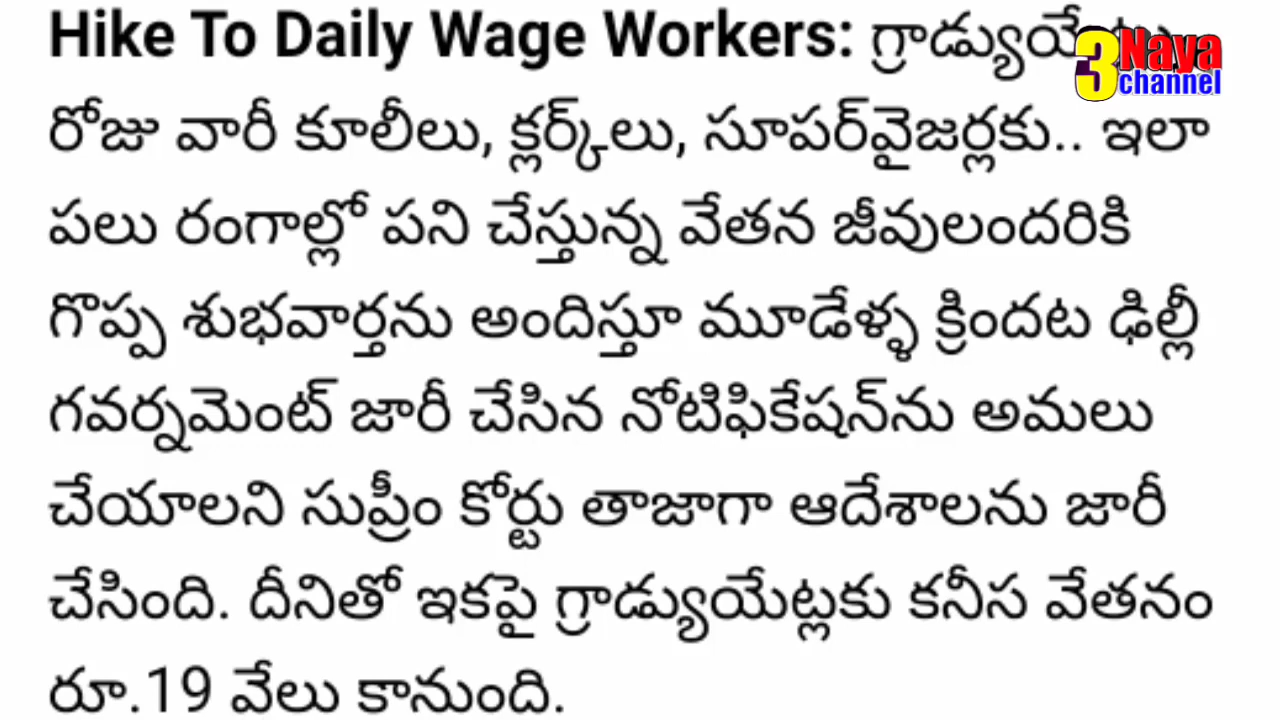 Hike To Daily Wage Workers:
రోజు వారీ కూలీలు, క్లర్క్‌లు, సూపర్‌వైజర్లకు.. ఇలా
పలు రంగాల్లో పని చేస్తున్న వేతన జీవులందరికి
గొప్ప శుభవార్తను అందిస్తూ మూడేళ్ళ క్రిందట ఢిల్లీ
గవర్నమెంట్ జారీ చేసిన నోటిఫికేషన్‌ను అమలు
చేయాలని సుప్రీం కోర్టు తాజాగా ఆదేశాలను జారీ
చేసింది. దీనితో ఇకపై గ్రాడ్యుయేట్లకు కనీస వేతనం
రూ.19 వేలు కానుంది.
3 Naya
channel